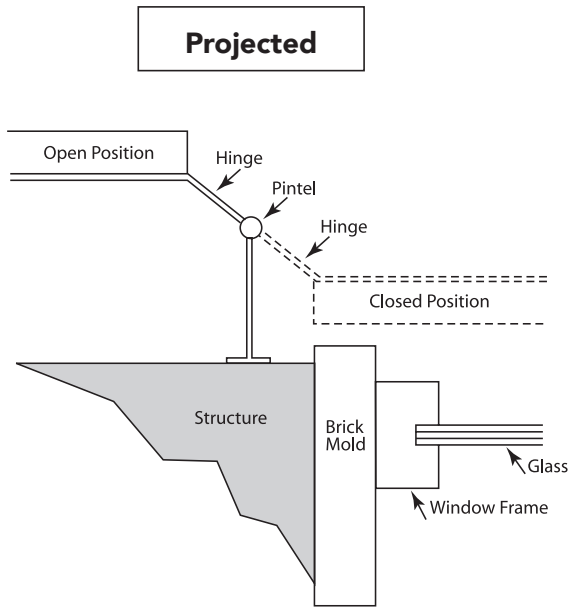 Projected
Open Position
Hinge
Pintel
Hinge
Closed Position
Structure
Brick
Mold
Glass
Window Frame